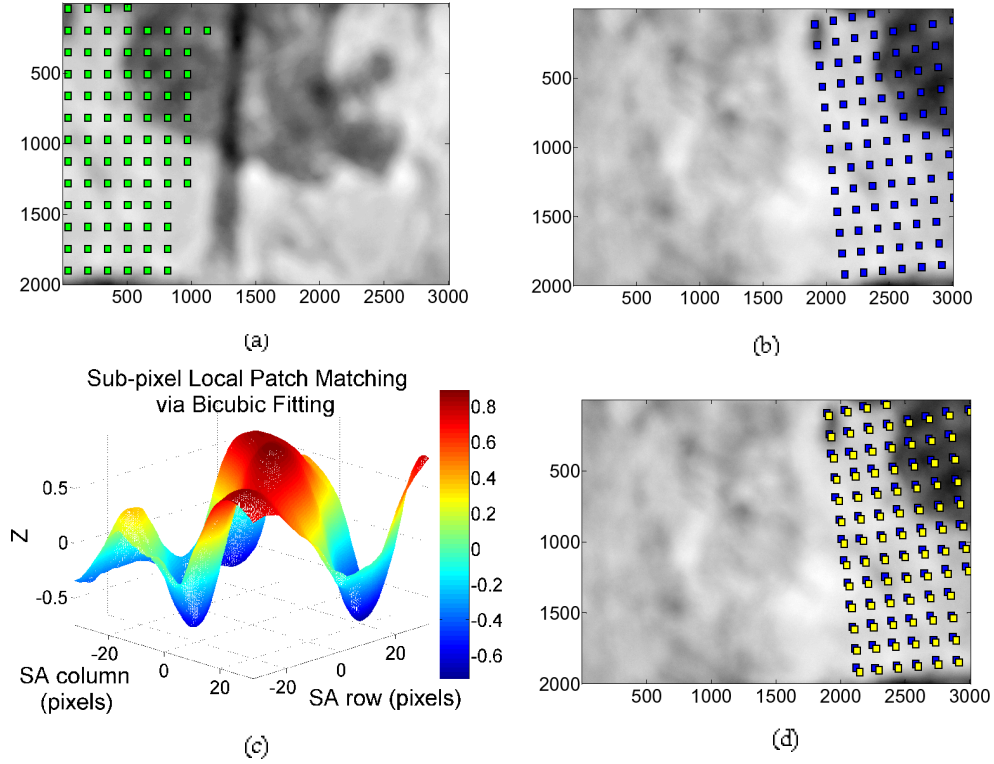 500
1000
1500
2000
500 1000 1500 2000 2500 3000
(a)
500
1000
1500
2000
500 1000 1500 2000 2500 3000
(b)
Sub-pixel Local Patch Matching
via Bicubic Fitting
0.5
0
-0.5
Z
-20
0
20
SA column
(pixels)
-20
0
20
SA row (pixels)
0.8
0.6
0.4
0.2
0
-0.2
-0.4
-0.6
(c)
500
1000
1500
2000
500 1000 1500 2000 2500 3000
(d)